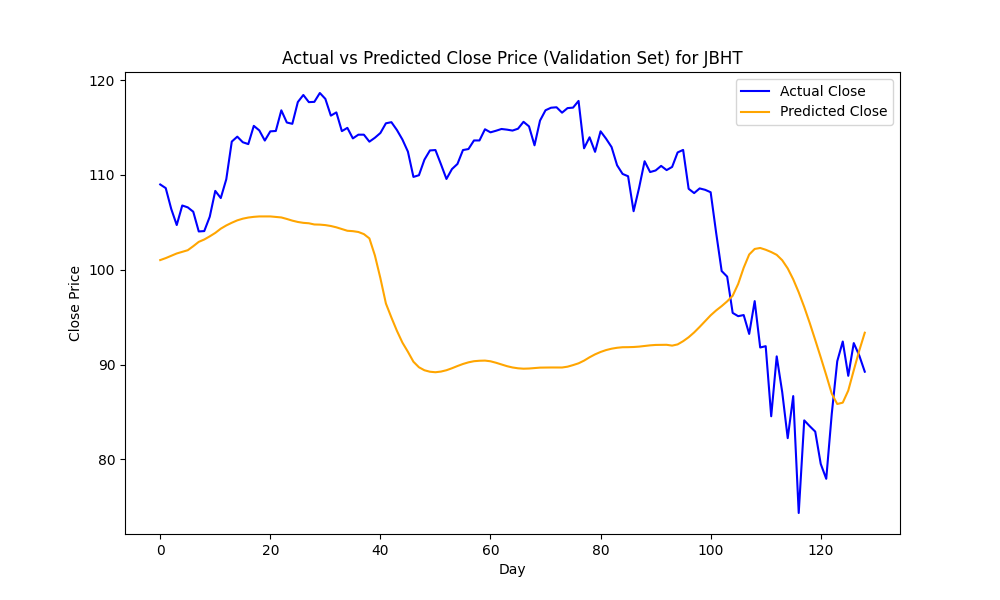 Actual vs Predicted Close Price (Validation Set) for JBHT
Actual Close
Predicted Close
120
110
100
90
80
Close Price
0 20 40 60 80 100 120
Day